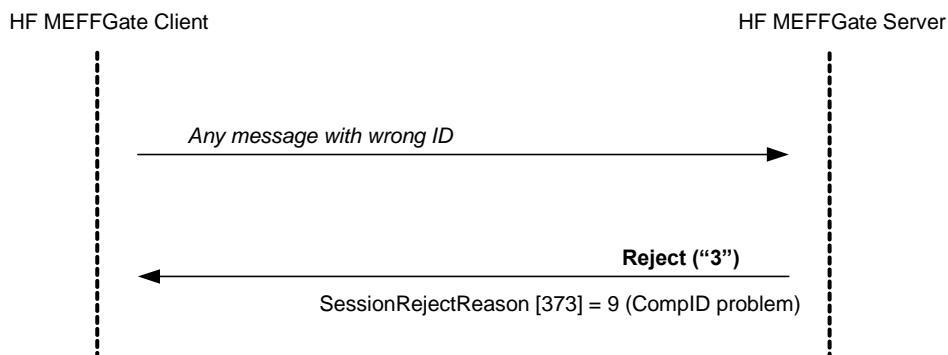 HF MEFFGate Client
HF MEFFGate Server
Any message with wrong ID
Reject (“3”)
SessionRejectReason [373] = 9 (CompID problem)